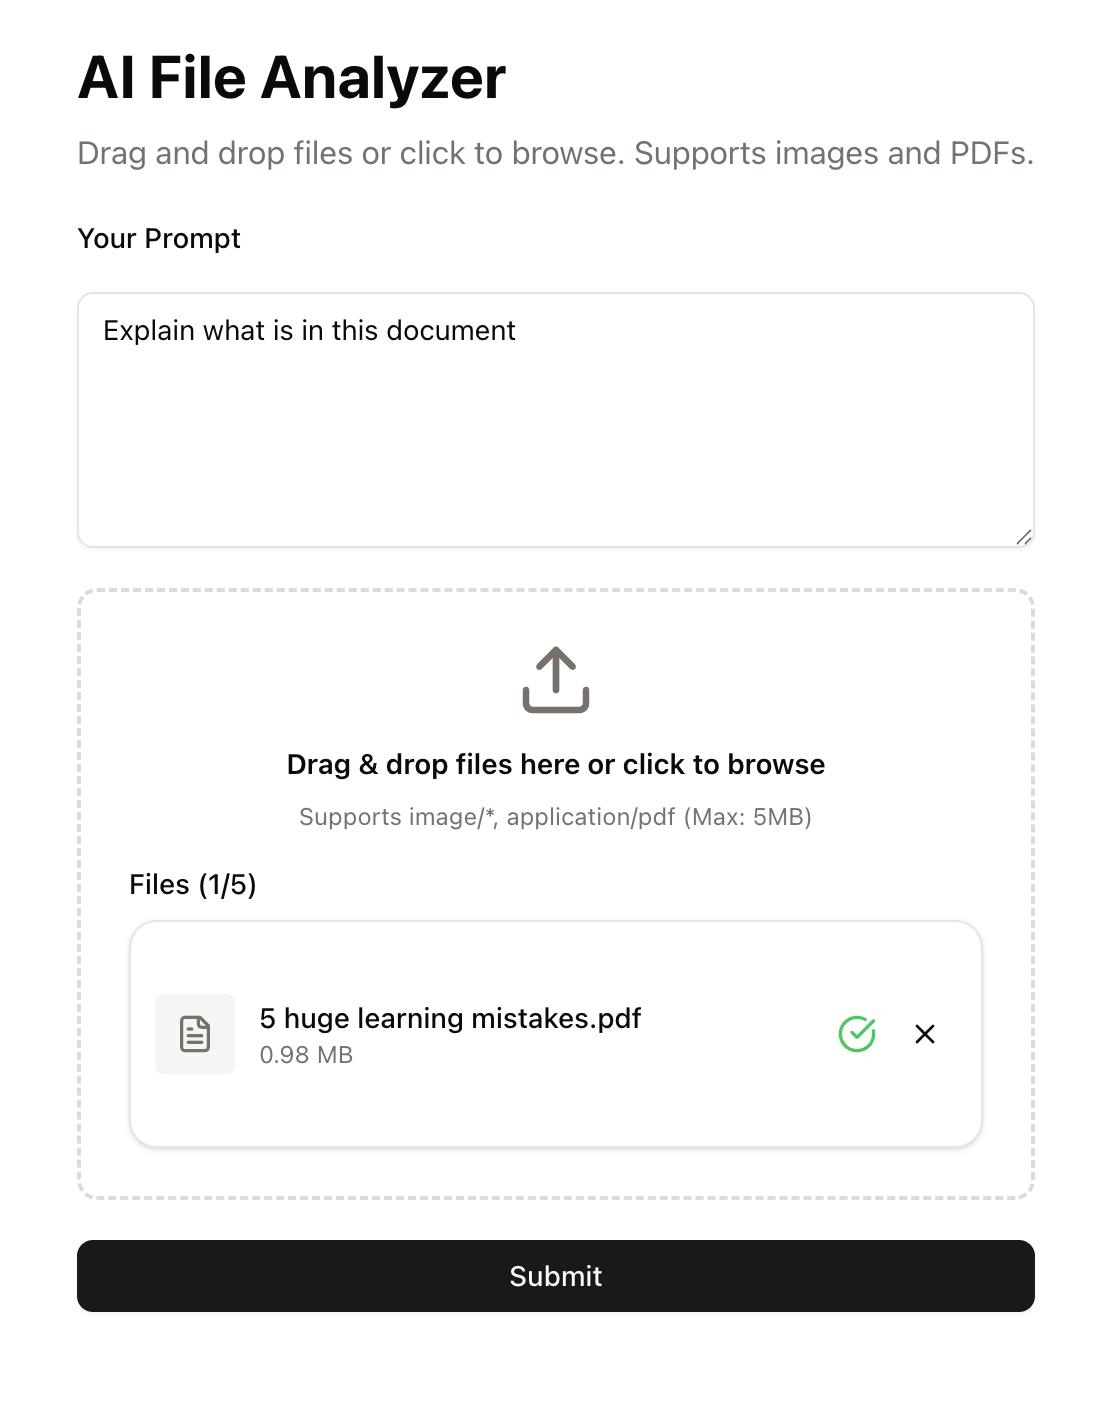 AI File Analyzer
Drag and drop files or click to browse. Supports images and PDFs.
Your Prompt
Explain what is in this document
Drag & drop files here or click to browse
Supports image/*, application/pdf (Max: 5MB)
Files (1/5)
5 huge learning mistakes.pdf
0.98 MB
Submit